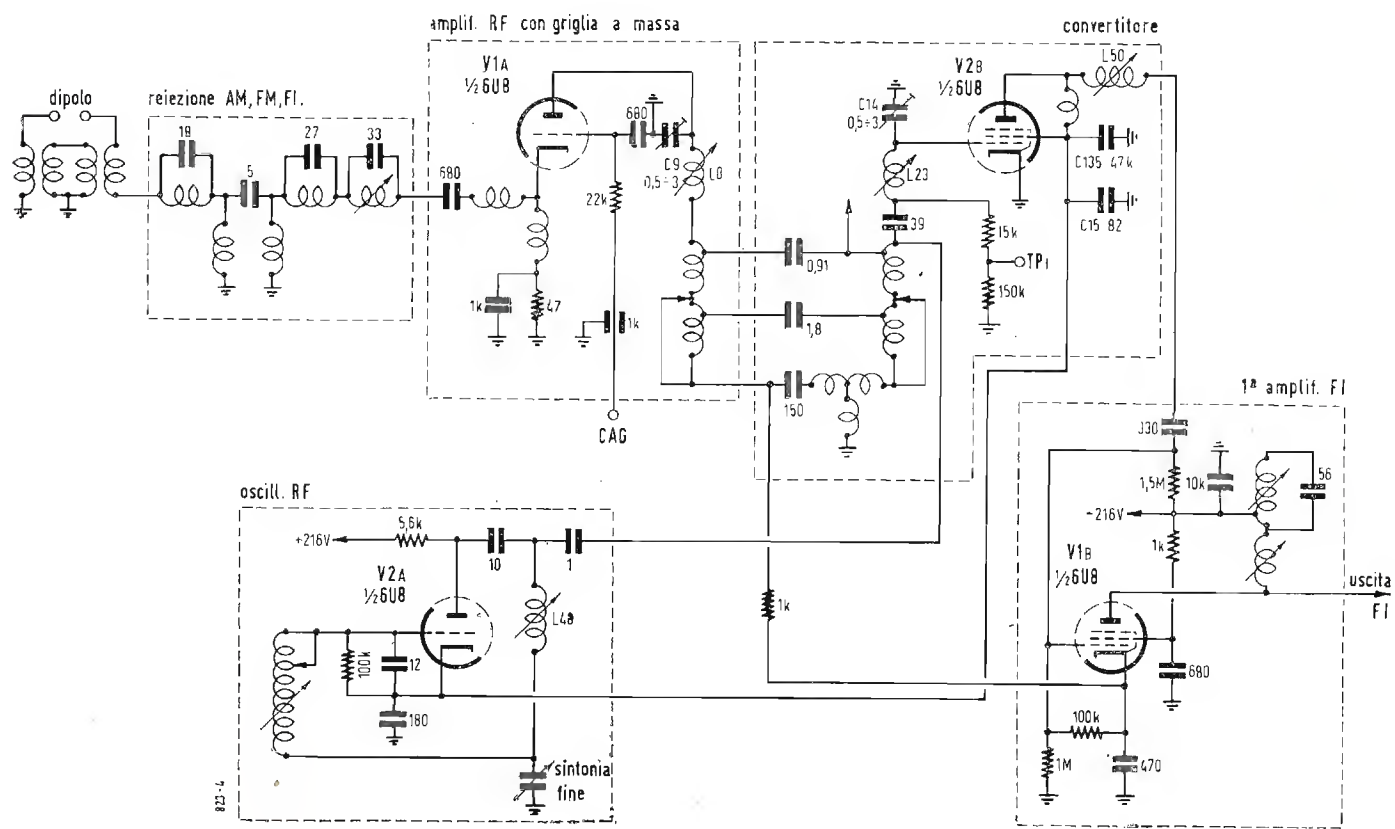 amplif. RF con griglia a massa
convertitore
dipolo
reiezione AM, FM, FI.
18
5
27
33
680
V1A
½6U8
680
C9
0,5÷3
L8
22k
1k
47
1k
CAG
C14
0,5÷3
V2B
½6U8
L50
L23
39
15k
TP1
150k
C135 47k
C15 82
0,91
1,8
150
1ª amplif. FI
330
1,5M
10k
56
-216V
1k
V1B
½6U8
uscita
FI
680
100k
1M
470
1k
oscill. RF
+216V
5,6k
10
1
V2A
½6U8
L48
100k
12
180
sintonia
fine
823-4